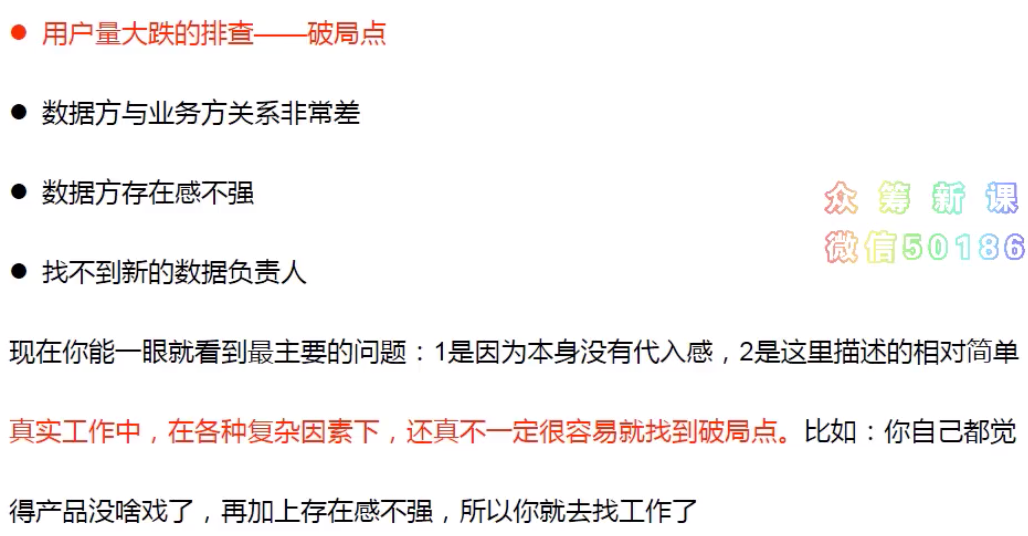 ● 用户量大跌的排查——破局点
● 数据方与业务方关系非常差
● 数据方存在感不强
众筹新课
微信50186
● 找不到新的数据负责人
现在你能一眼就看到最主要的问题：1是因为本身没有代入感，2是这里描述的相对简单
真实工作中，在各种复杂因素下，还真不一定很容易就找到破局点。比如：你自己都觉
得产品没啥戏了，再加上存在感不强，所以你就去找工作了